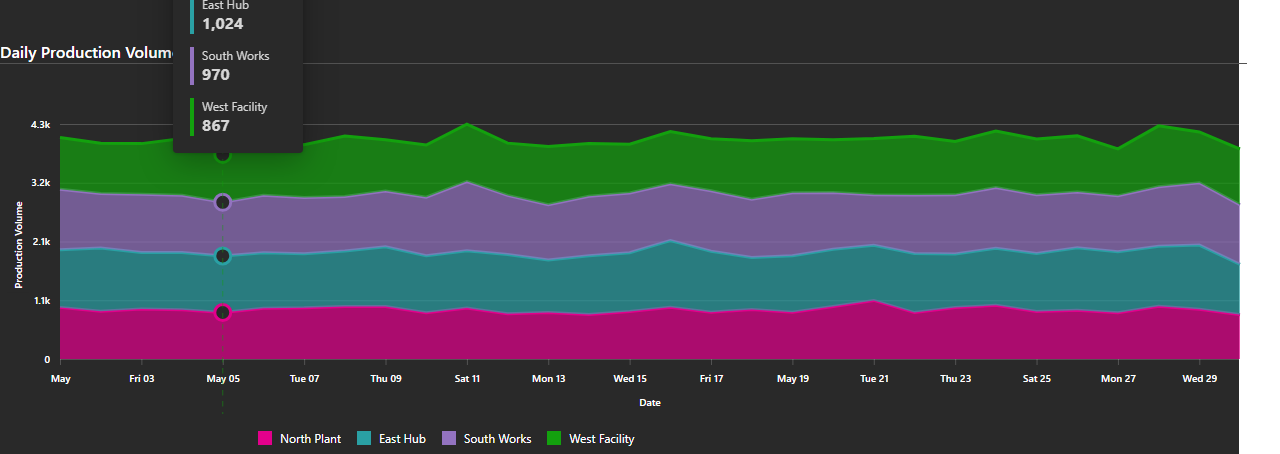 East Hub
1,024
Daily Production Volume
South Works
970
West Facility
867
4.3k
3.2k
2.1k
1.1k
0
Production Volume
May
Fri 03
May 05
Tue 07
Thu 09
Sat 11
Mon 13
Wed 15
Fri 17
May 19
Tue 21
Thu 23
Sat 25
Mon 27
Wed 29
Date
North Plant
East Hub
South Works
West Facility